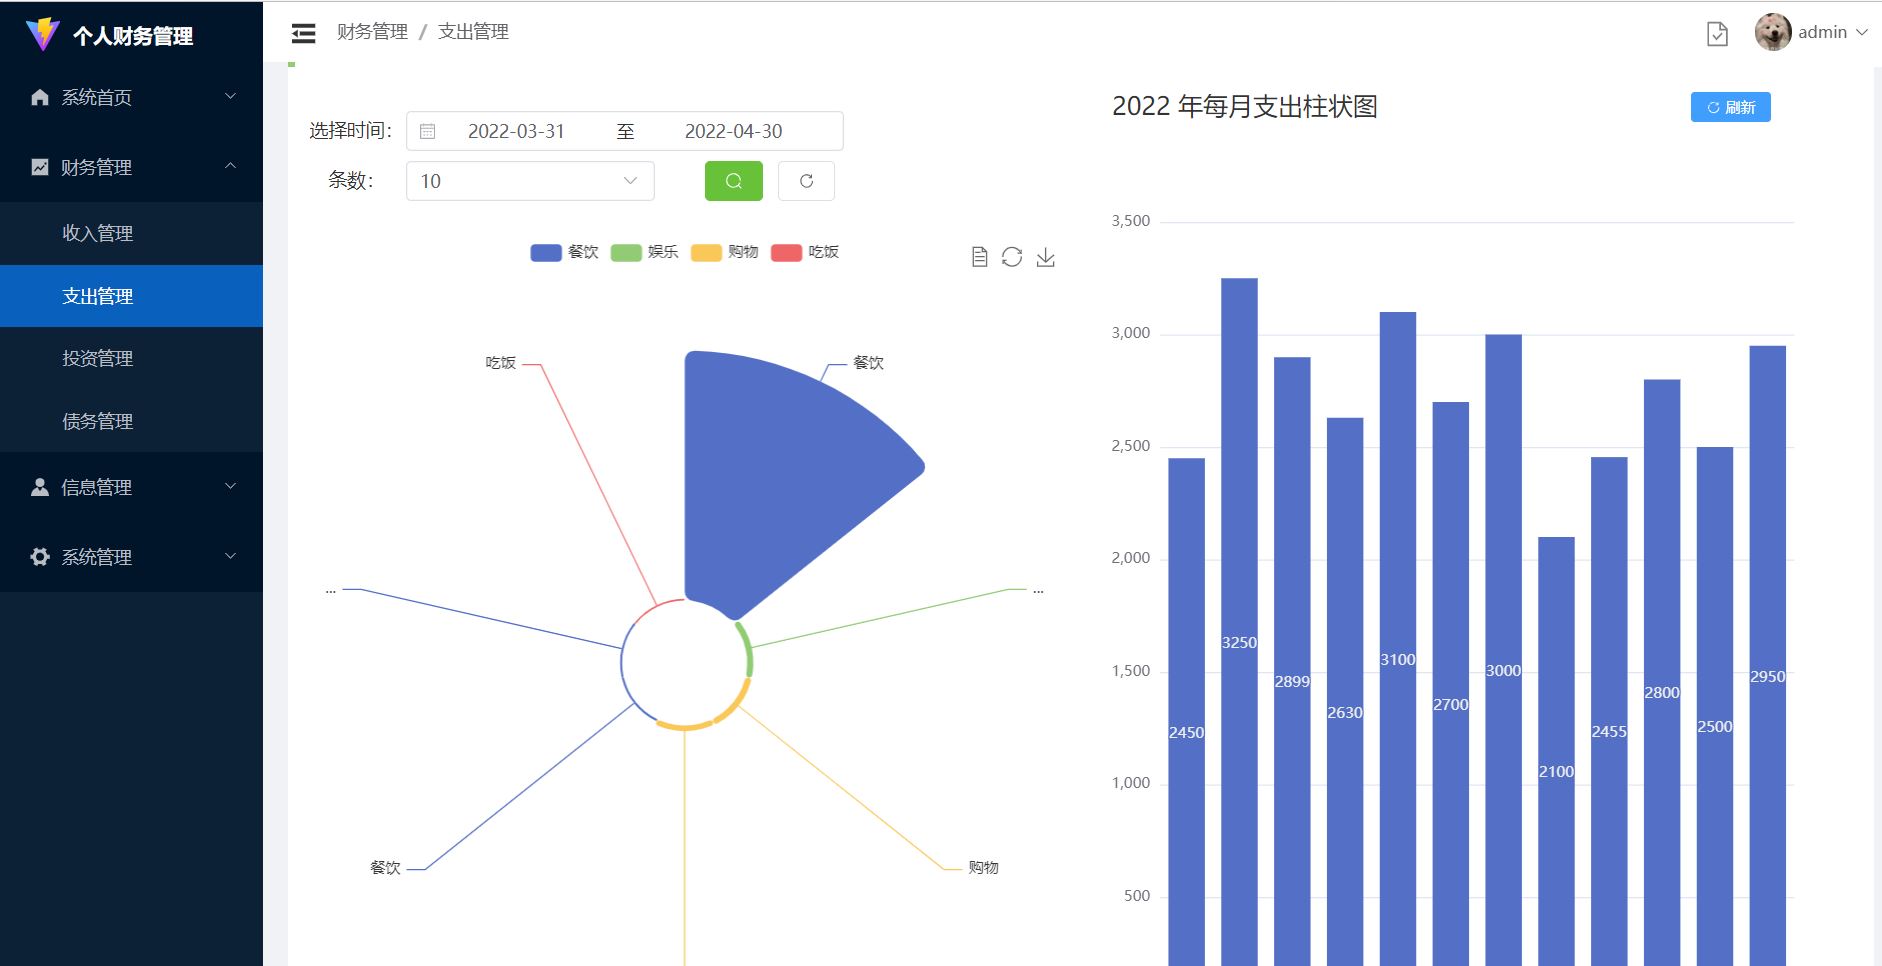 个人财务管理
系统首页
财务管理
收入管理
支出管理
投资管理
债务管理
信息管理
系统管理
财务管理 / 支出管理
admin
选择时间： 2022-03-31 至 2022-04-30
条数： 10
餐饮 娱乐 购物 吃饭
吃饭
餐饮
...
...
餐饮
购物
2022 年每月支出柱状图
刷新
3,500
3,000
2,500
2,000
1,500
1,000
500
2450
3250
2899
2630
3100
2700
3000
2100
2455
2800
2500
2950